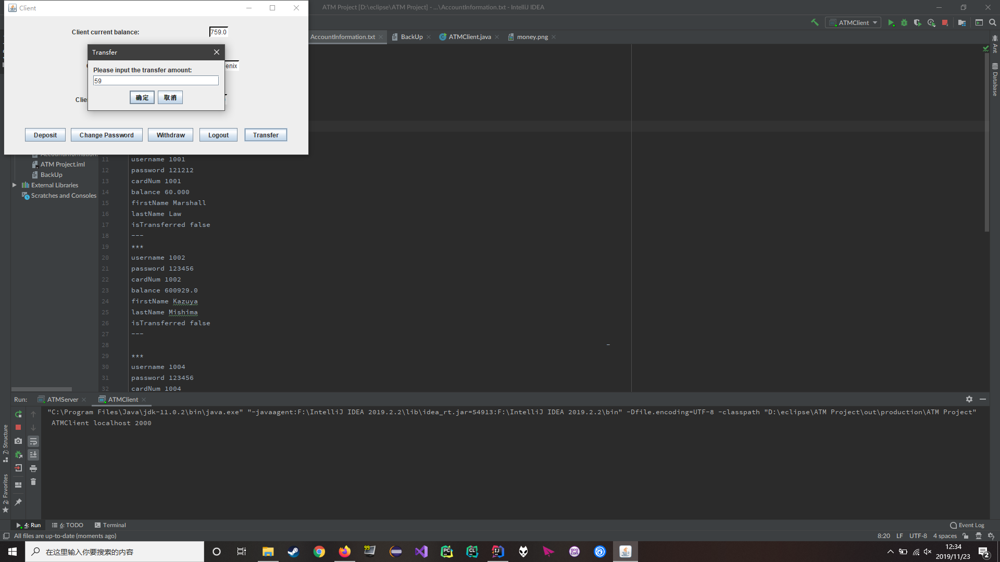 Client
ATM Project [D:\eclipse\ATM Project] - ...\AccountInformation.txt - IntelliJ IDEA
Client current balance:
759.0
ATMClient
AccountInformation.txt
BackUp
ATMClient.java
money.png
Transfer
Please input the transfer amount:
59
确定
取消
enix
Clie
Deposit
Change Password
Withdraw
Logout
Transfer
Ant
Database
AccountInformation.
ATM Project.iml
BackUp
External Libraries
Scratches and Consoles
11 username 1001
12 password 121212
13 cardNum 1001
14 balance 60.000
15 firstName Marshall
16 lastName Law
17 isTransferred false
18 ---
19 ***
20 username 1002
21 password 123456
22 cardNum 1002
23 balance 600929.0
24 firstName Kazuya
25 lastName Mishima
26 isTransferred false
27 ---
28
29 ***
30 username 1004
31 password 123456
32 cardNum 1004
Run:
ATMServer
ATMClient
"C:\Program Files\Java\jdk-11.0.2\bin\java.exe" "-javaagent:F:\IntelliJ IDEA 2019.2.2\lib\idea_rt.jar=54913:F:\IntelliJ IDEA 2019.2.2\bin" -Dfile.encoding=UTF-8 -classpath "D:\eclipse\ATM Project\out\production\ATM Project"
ATMClient localhost 2000
7: Structure
2: Favorites
4: Run
6: TODO
Terminal
Event Log
All files are up-to-date (moments ago)
8:20
LF
UTF-8
4 spaces
在这里输入你要搜索的内容
99
PC
CL
IJ
gog
com
12:34
2019/11/23
2